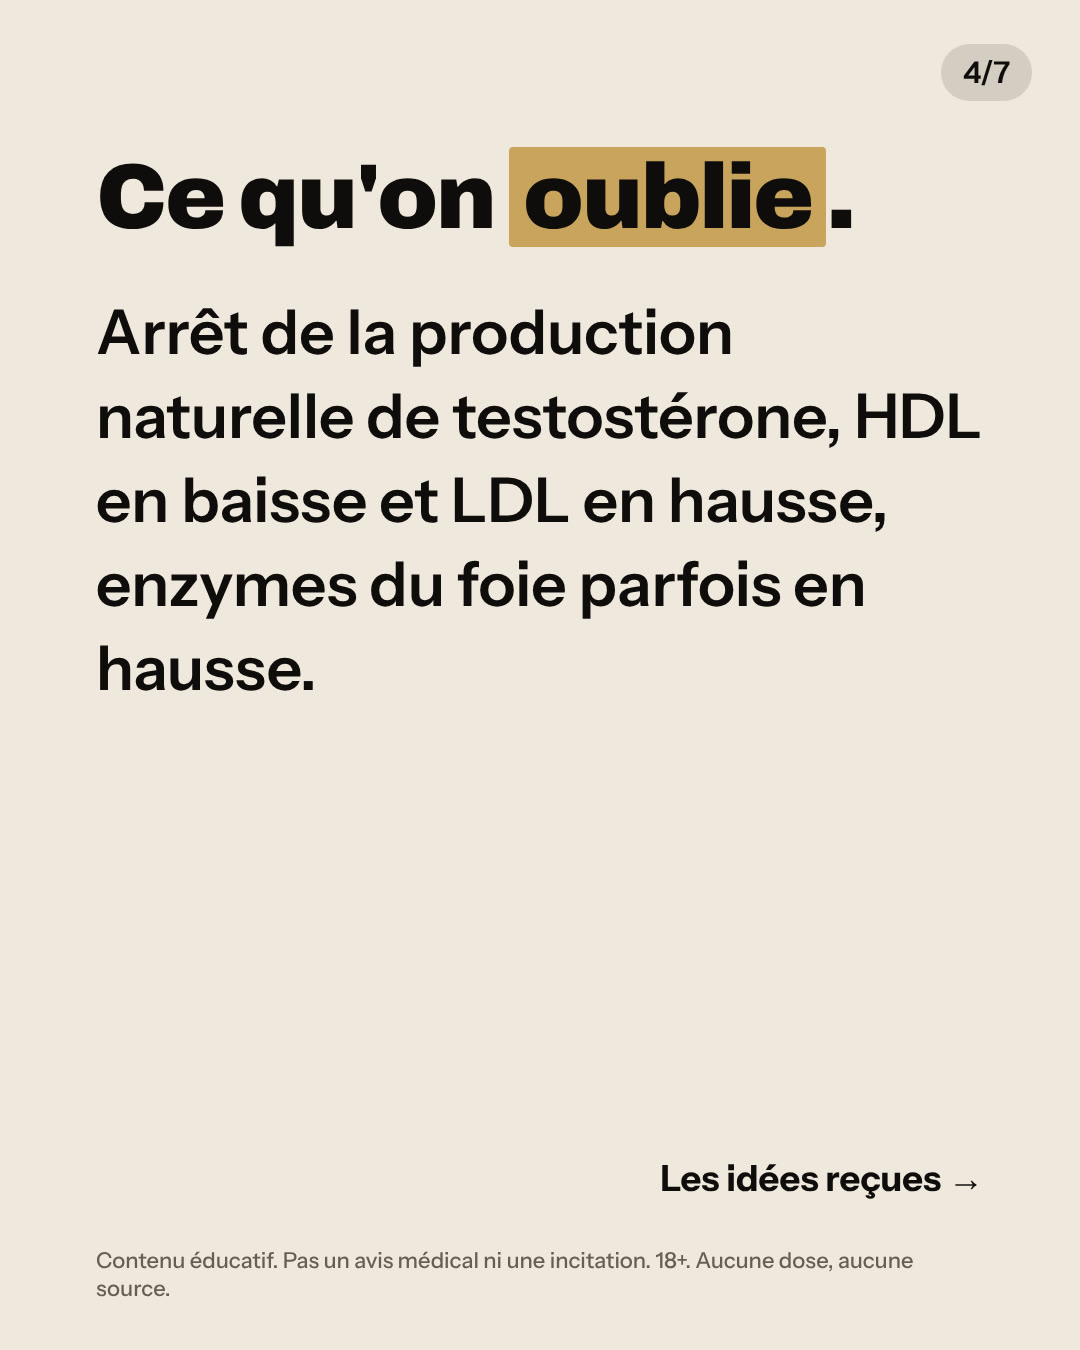 4/7
Ce qu'on oublie.
Arrêt de la production
naturelle de testostérone, HDL
en baisse et LDL en hausse,
enzymes du foie parfois en
hausse.
Les idées reçues →
Contenu éducatif. Pas un avis médical ni une incitation. 18+. Aucune dose, aucune
source.